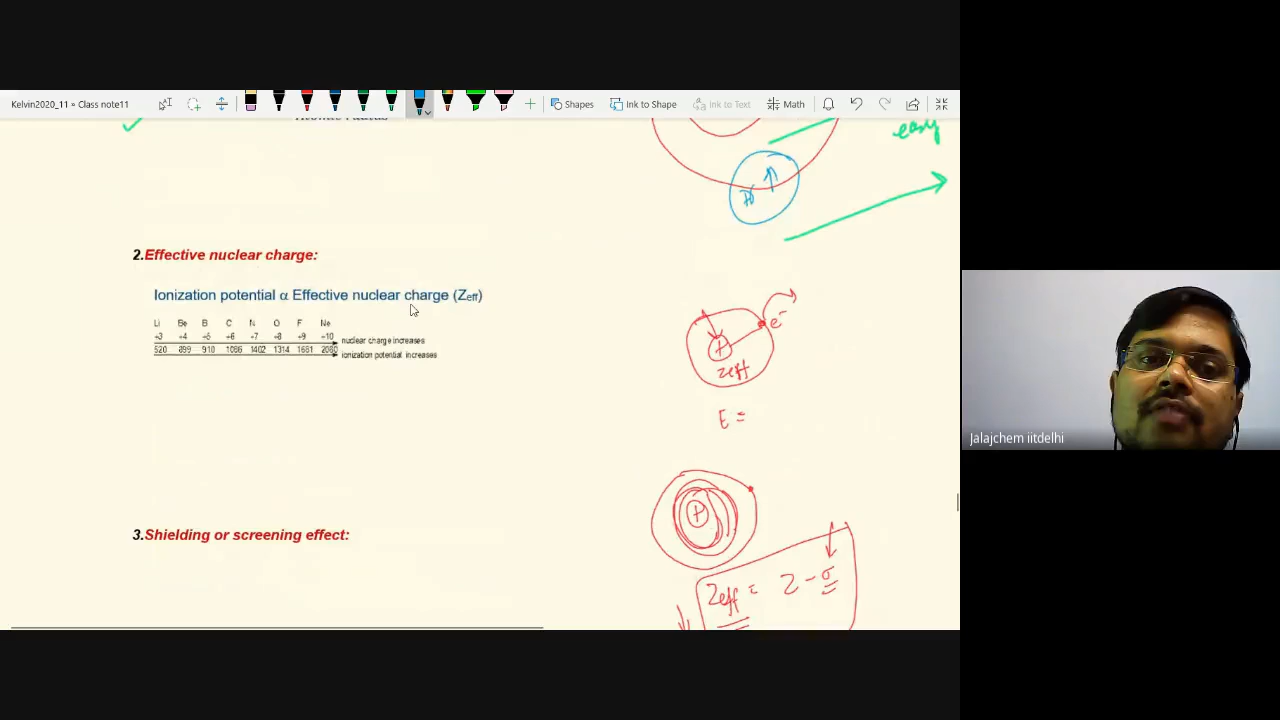 Kelvin2020_11 » Class note11
Shapes
Ink to Shape
Ink to Text
Math
easy
2.Effective nuclear charge:
Ionization potential α Effective nuclear charge (Zeff)
Li Be B C N O F Ne
+3 +4 +5 +6 +7 +8 +9 +10 nuclear charge increases
520 899 910 1086 1402 1314 1681 2080 ionization potential increases
e-
+
Zeff
E =
Jalajchem iitdelhi
+
3.Shielding or screening effect:
Zeff = Z - σ